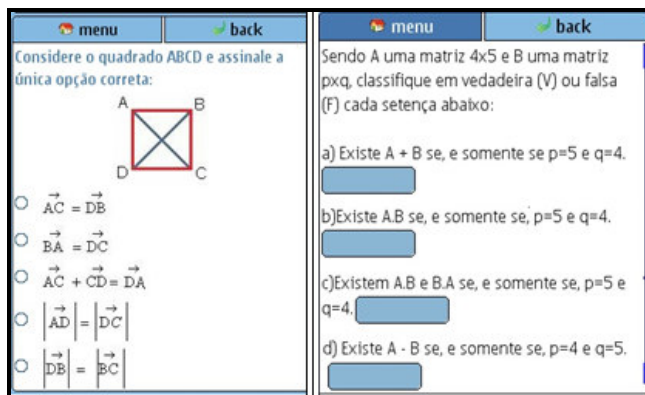 menu
back
Considere o quadrado ABCD e assinale a
única opção correta:
A
B
D
C
AC = DB
BA = DC
AC + CD = DA
|AD| = |DC|
|DB| = |BC|
menu
back
Sendo A uma matriz 4x5 e B uma matriz
pxq, classifique em vedadeira (V) ou falsa
(F) cada setença abaixo:
a) Existe A + B se, e somente se p=5 e q=4.
b)Existe A.B se, e somente se, p=5 e q=4.
c)Existem A.B e B.A se, e somente se, p=5 e
q=4.
d) Existe A - B se, e somente se, p=4 e q=5.